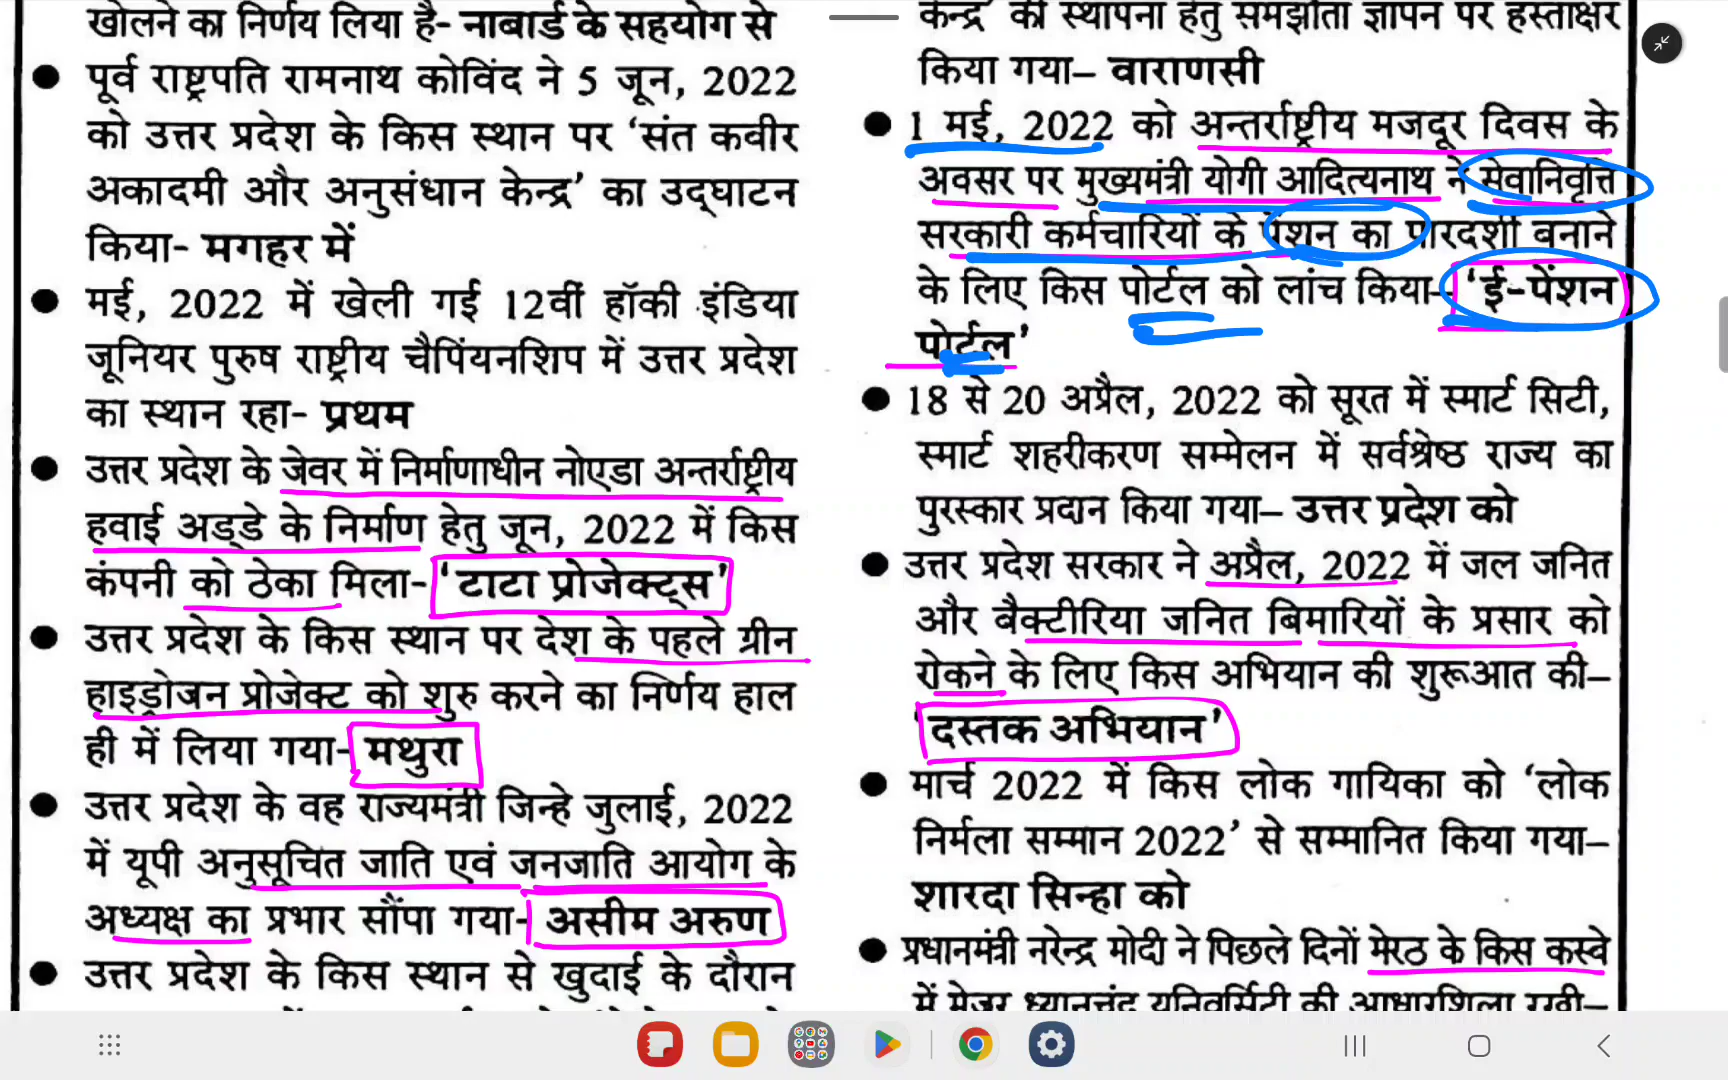 खोलने का निर्णय लिया है- नाबार्ड के सहयोग से
पूर्व राष्ट्रपति रामनाथ कोविंद ने 5 जून, 2022
को उत्तर प्रदेश के किस स्थान पर ‘संत कवीर
अकादमी और अनुसंधान केन्द्र’ का उद्घाटन
किया- मगहर में
मई, 2022 में खेली गई 12वीं हॉकी इंडिया
जूनियर पुरुष राष्ट्रीय चैपिंयनशिप में उत्तर प्रदेश
का स्थान रहा- प्रथम
उत्तर प्रदेश के जेवर में निर्माणाधीन नोएडा अन्तर्राष्ट्रीय
हवाई अड्डे के निर्माण हेतु जून, 2022 में किस
कंपनी को ठेका मिला- ‘टाटा प्रोजेक्ट्स’
उत्तर प्रदेश के किस स्थान पर देश के पहले ग्रीन
हाइड्रोजन प्रोजेक्ट को शुरु करने का निर्णय हाल
ही में लिया गया- मथुरा
उत्तर प्रदेश के वह राज्यमंत्री जिन्हे जुलाई, 2022
में यूपी अनुसूचित जाति एवं जनजाति आयोग के
अध्यक्ष का प्रभार सौंपा गया- असीम अरुण
उत्तर प्रदेश के किस स्थान से खुदाई के दौरान
केन्द्र’ की स्थापना हेतु समझौता ज्ञापन पर हस्ताक्षर
किया गया– वाराणसी
1 मई, 2022 को अन्तर्राष्ट्रीय मजदूर दिवस के
अवसर पर मुख्यमंत्री योगी आदित्यनाथ ने सेवानिवृत्ति
सरकारी कर्मचारियों के पेंशन का पारदर्शी बनाने
के लिए किस पोर्टल को लांच किया– ‘ई-पेंशन
पोर्टल’
18 से 20 अप्रैल, 2022 को सूरत में स्मार्ट सिटी,
स्मार्ट शहरीकरण सम्मेलन में सर्वश्रेष्ठ राज्य का
पुरस्कार प्रदान किया गया– उत्तर प्रदेश को
उत्तर प्रदेश सरकार ने अप्रैल, 2022 में जल जनित
और बैक्टीरिया जनित बिमारियों के प्रसार को
रोकने के लिए किस अभियान की शुरूआत की–
‘दस्तक अभियान’
मार्च 2022 में किस लोक गायिका को ‘लोक
निर्मला सम्मान 2022’ से सम्मानित किया गया–
शारदा सिन्हा को
प्रधानमंत्री नरेन्द्र मोदी ने पिछले दिनों मेरठ के किस कस्वे
में मेजर ध्यानचंद यूनिवर्सिटी की आधारशिला रखी–